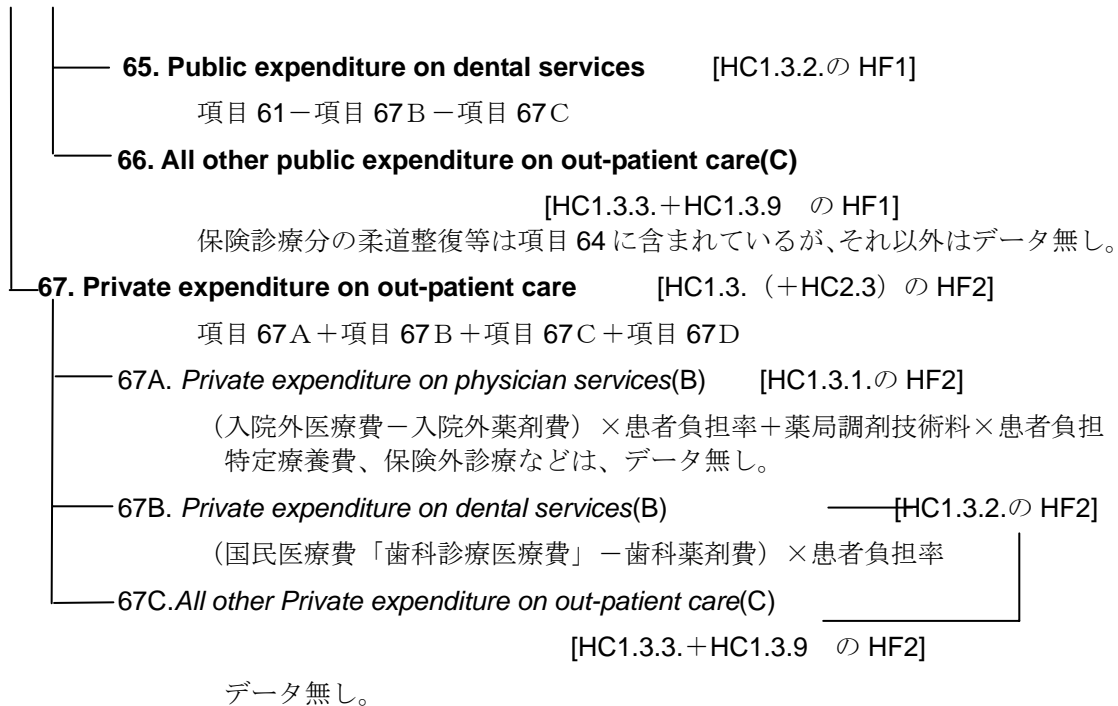 65. Public expenditure on dental services [HC1.3.2.の HF1]
項目 61－項目 67Ｂ－項目 67Ｃ
66. All other public expenditure on out-patient care(C)
[HC1.3.3.＋HC1.3.9　の HF1]
保険診療分の柔道整復等は項目 64 に含まれているが、それ以外はデータ無し。
67. Private expenditure on out-patient care [HC1.3.（＋HC2.3）の HF2]
項目 67Ａ＋項目 67Ｂ＋項目 67Ｃ＋項目 67Ｄ
67A. Private expenditure on physician services(B) [HC1.3.1.の HF2]
（入院外医療費－入院外薬剤費）×患者負担率＋薬局調剤技術料×患者負担
特定療養費、保険外診療などは、データ無し。
67B. Private expenditure on dental services(B) [HC1.3.2.の HF2]
（国民医療費「歯科診療医療費」－歯科薬剤費）×患者負担率
67C.All other Private expenditure on out-patient care(C)
[HC1.3.3.＋HC1.3.9　の HF2]
データ無し。